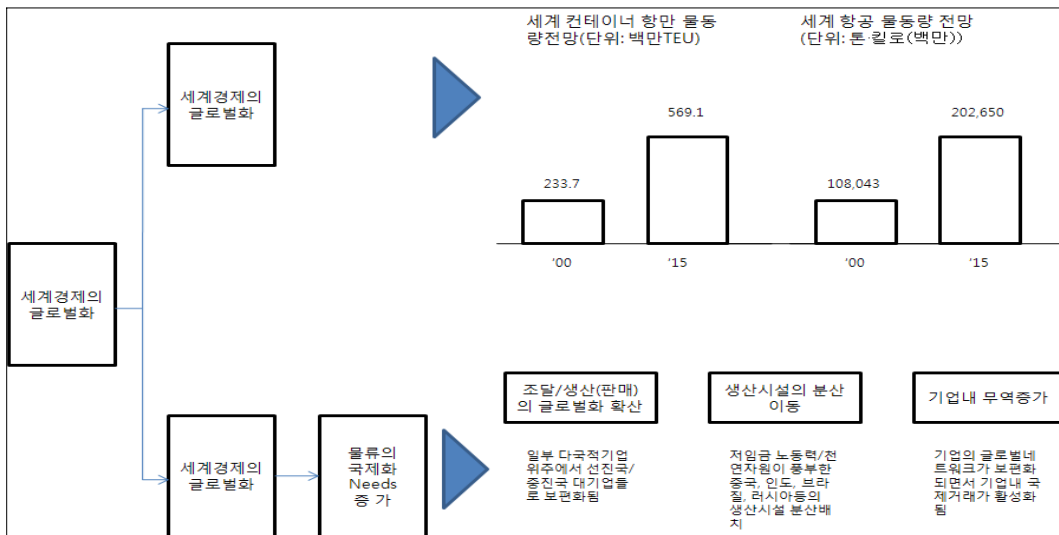 세계 컨테이너 항만 물동
량전망(단위: 백만TEU)
세계 항공 물동량 전망
(단위: 톤·킬로(백만))
세계경제의
글로벌화
569.1
202,650
233.7
108,043
'00
'15
'00
'15
세계경제의
글로벌화
조달/생산(판매)
의 글로벌화 확산
생산시설의 분산
이동
기업내 무역증가
세계경제의
글로벌화
물류의
국제화
Needs
증 가
일부 다국적기업
위주에서 선진국/
중진국 대기업들
로 보편화됨
저임금 노동력/천
연자원이 풍부한
중국, 인도, 브라
질, 러시아등의
생산시설 분산배
치
기업의 글로벌네
트워크가 보편화
되면서 기업내 국
제거래가 활성화
됨